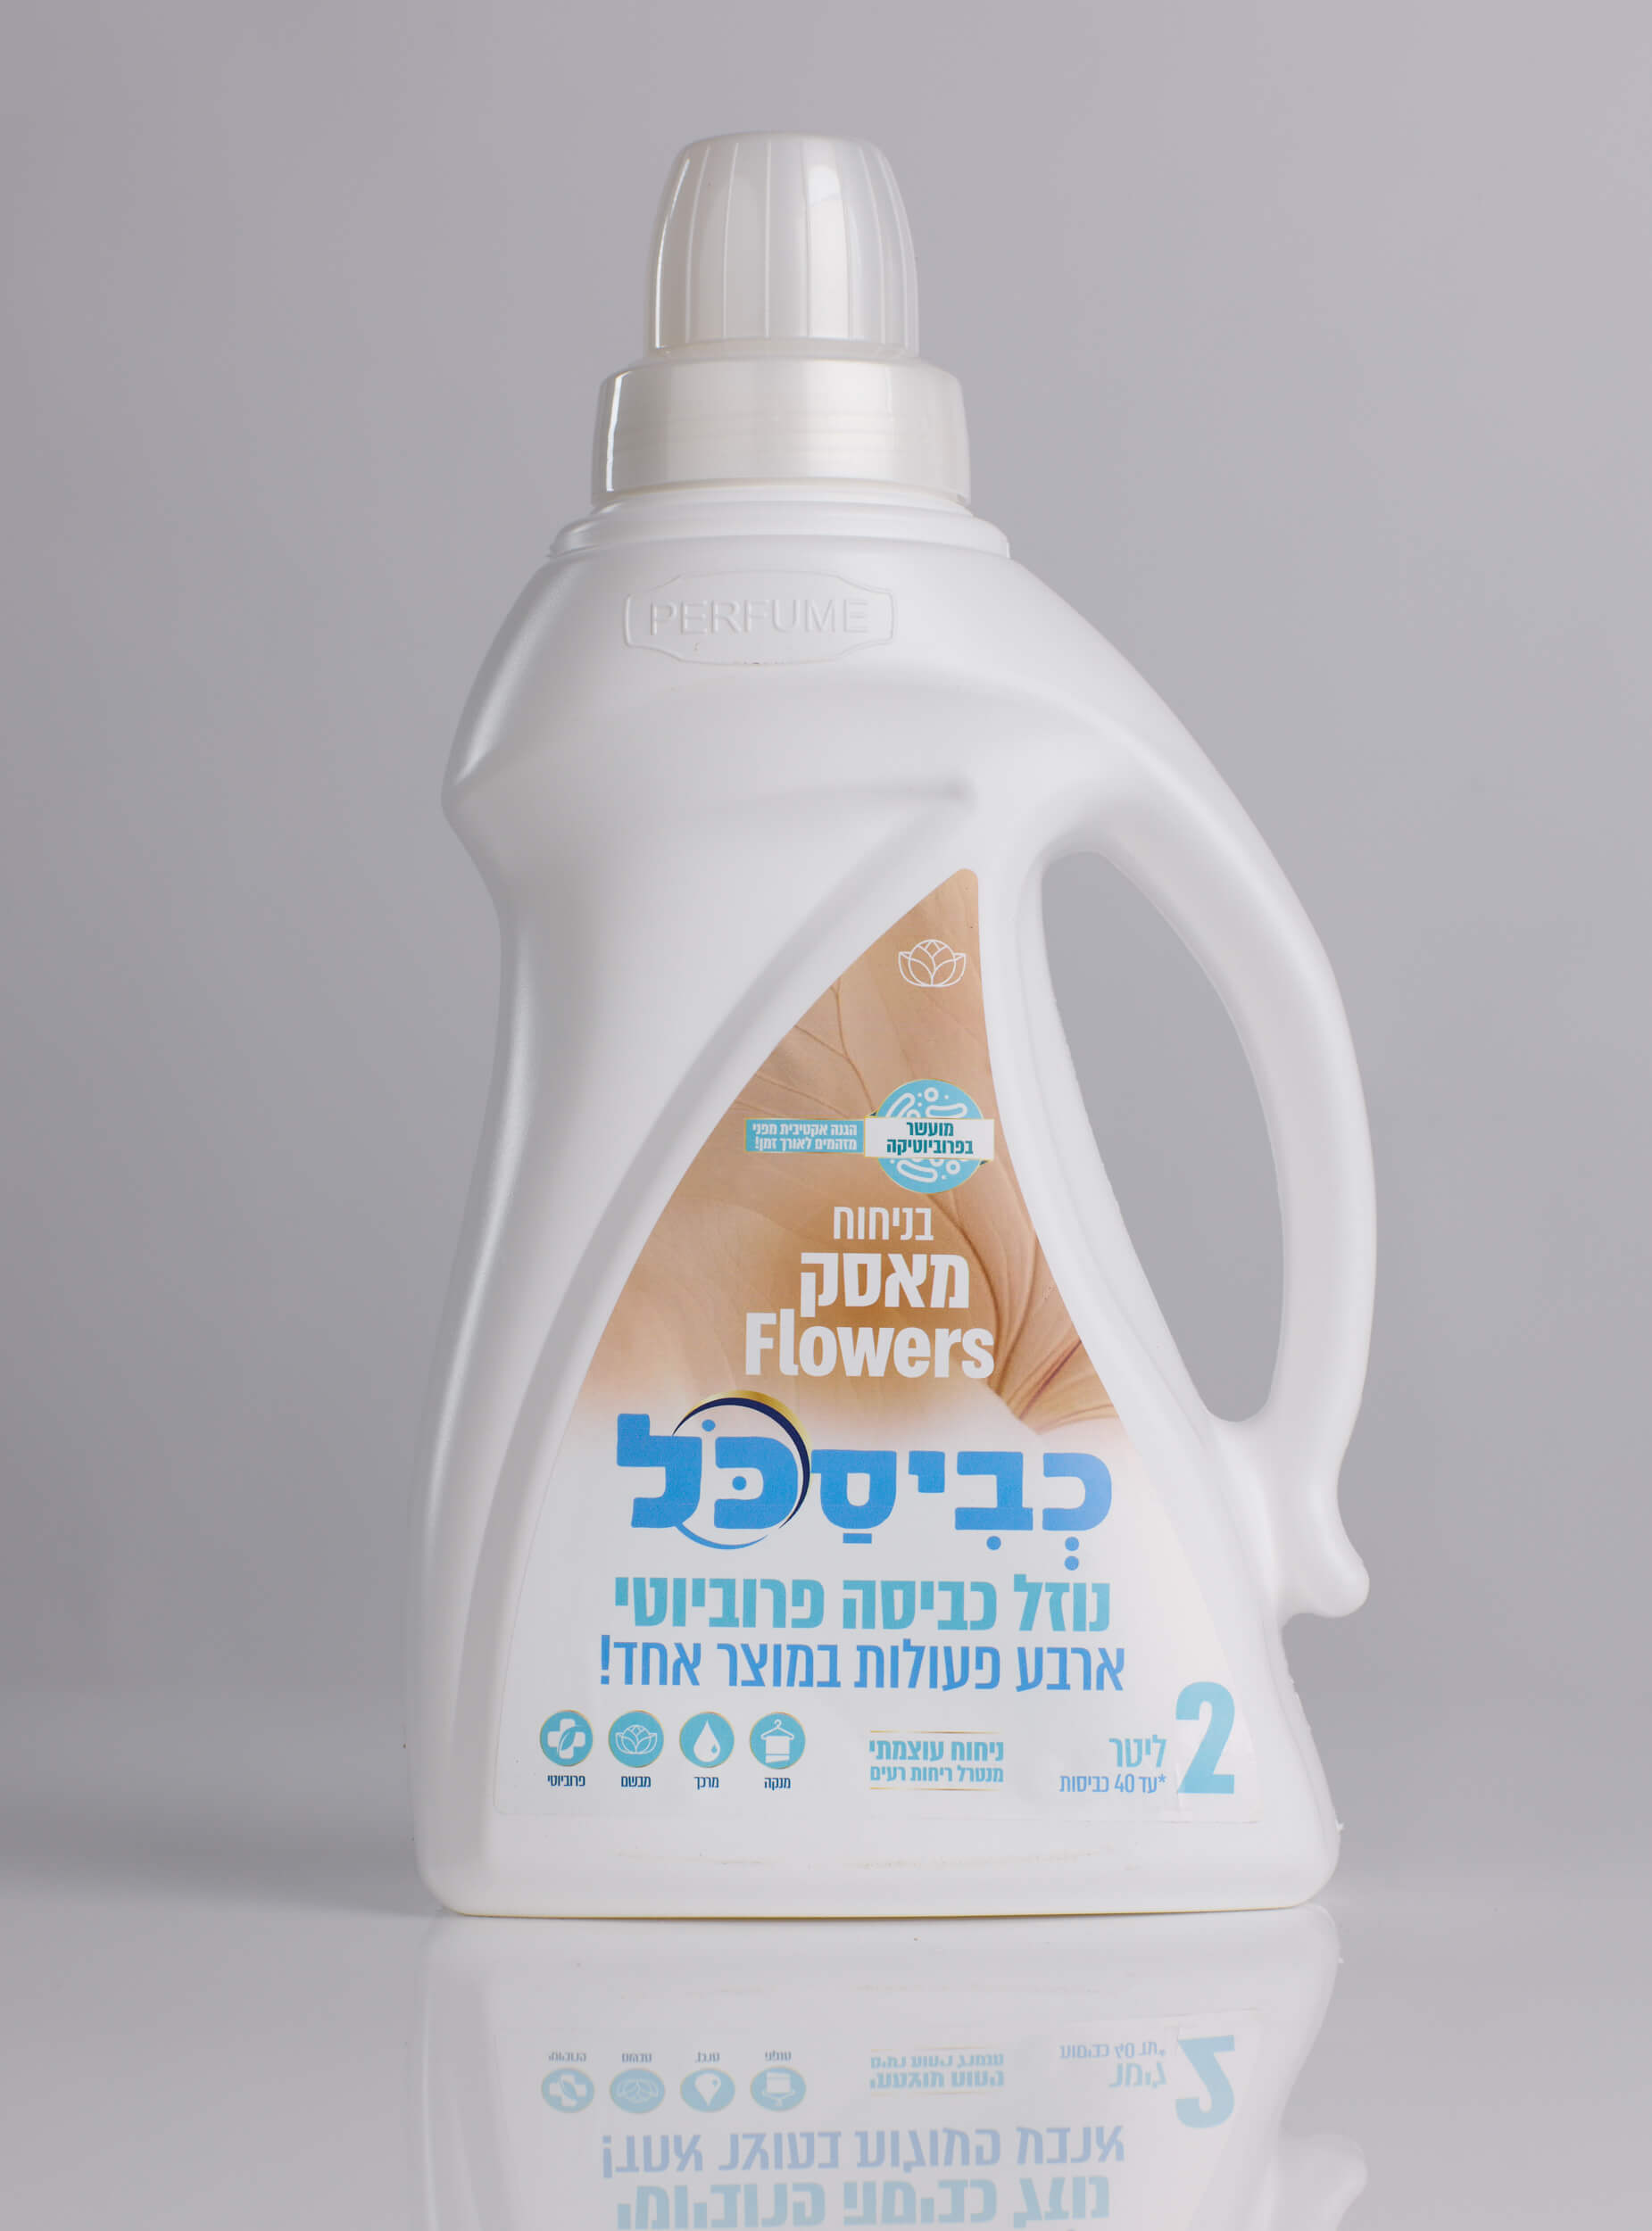 PERFUME
מועשר
בפרוביוטיקה
הגנה אקטיבית מפני
מזהמים לאורך זמן!
בניחוח
מאסק
Flowers
כְּבִיסַכֹּל
נוזל כביסה פרוביוטי
ארבע פעולות במוצר אחד!
2
ליטר
*עד 40 כביסות
ניחוח עוצמתי
מנטרל ריחות רעים
מנקה
מרכך
מבשם
פרוביוטי